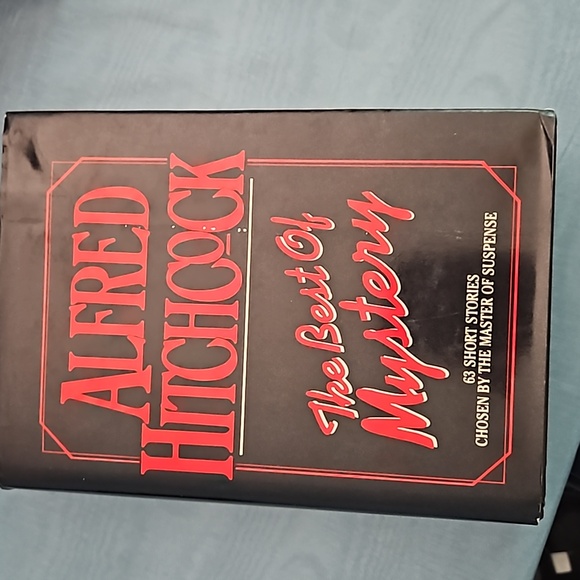 ALFRED
HITCHCOCK
The Best Of
Mystery
63 SHORT STORIES
CHOSEN BY THE MASTER OF SUSPENSE